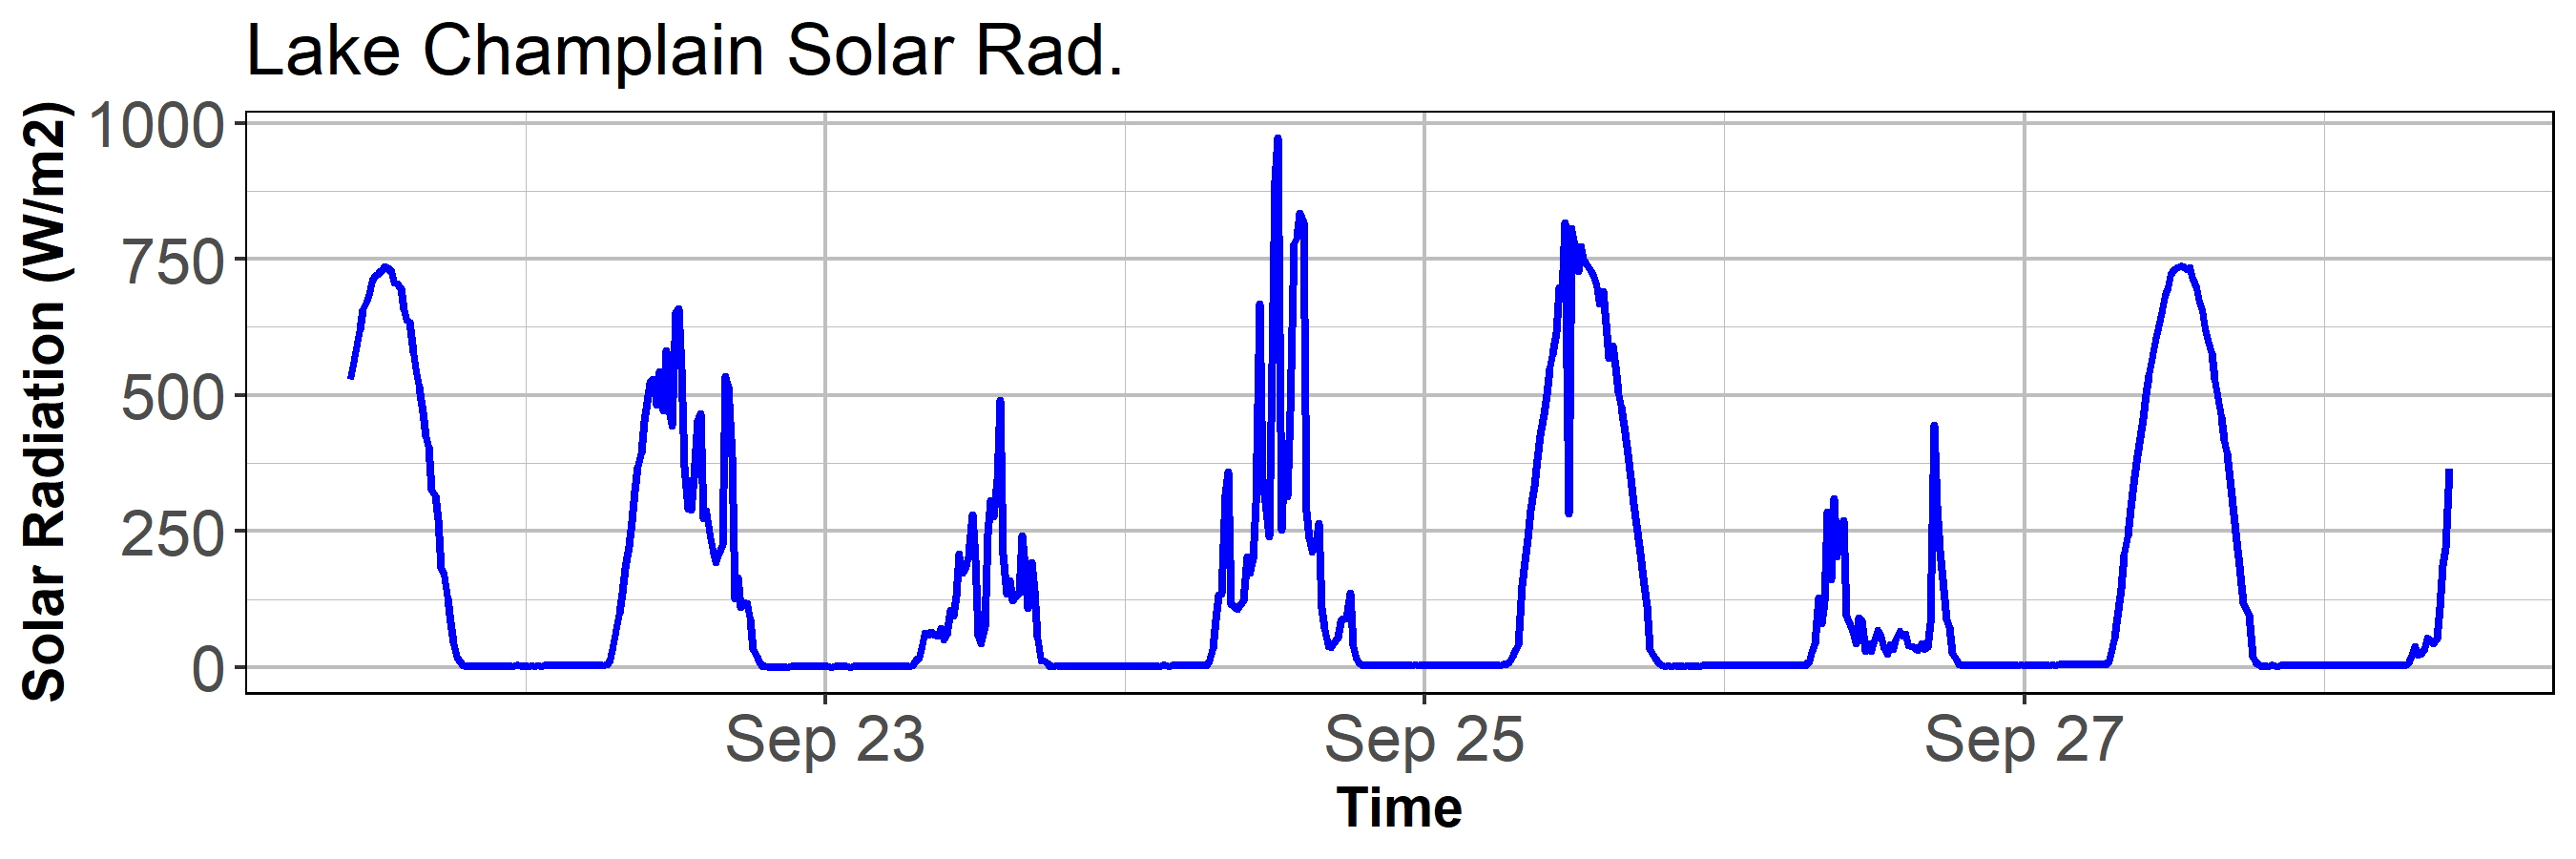 Lake Champlain Solar Rad.
Solar Radiation (W/m2)
1000
750
500
250
0
Sep 23 Sep 25 Sep 27
Time